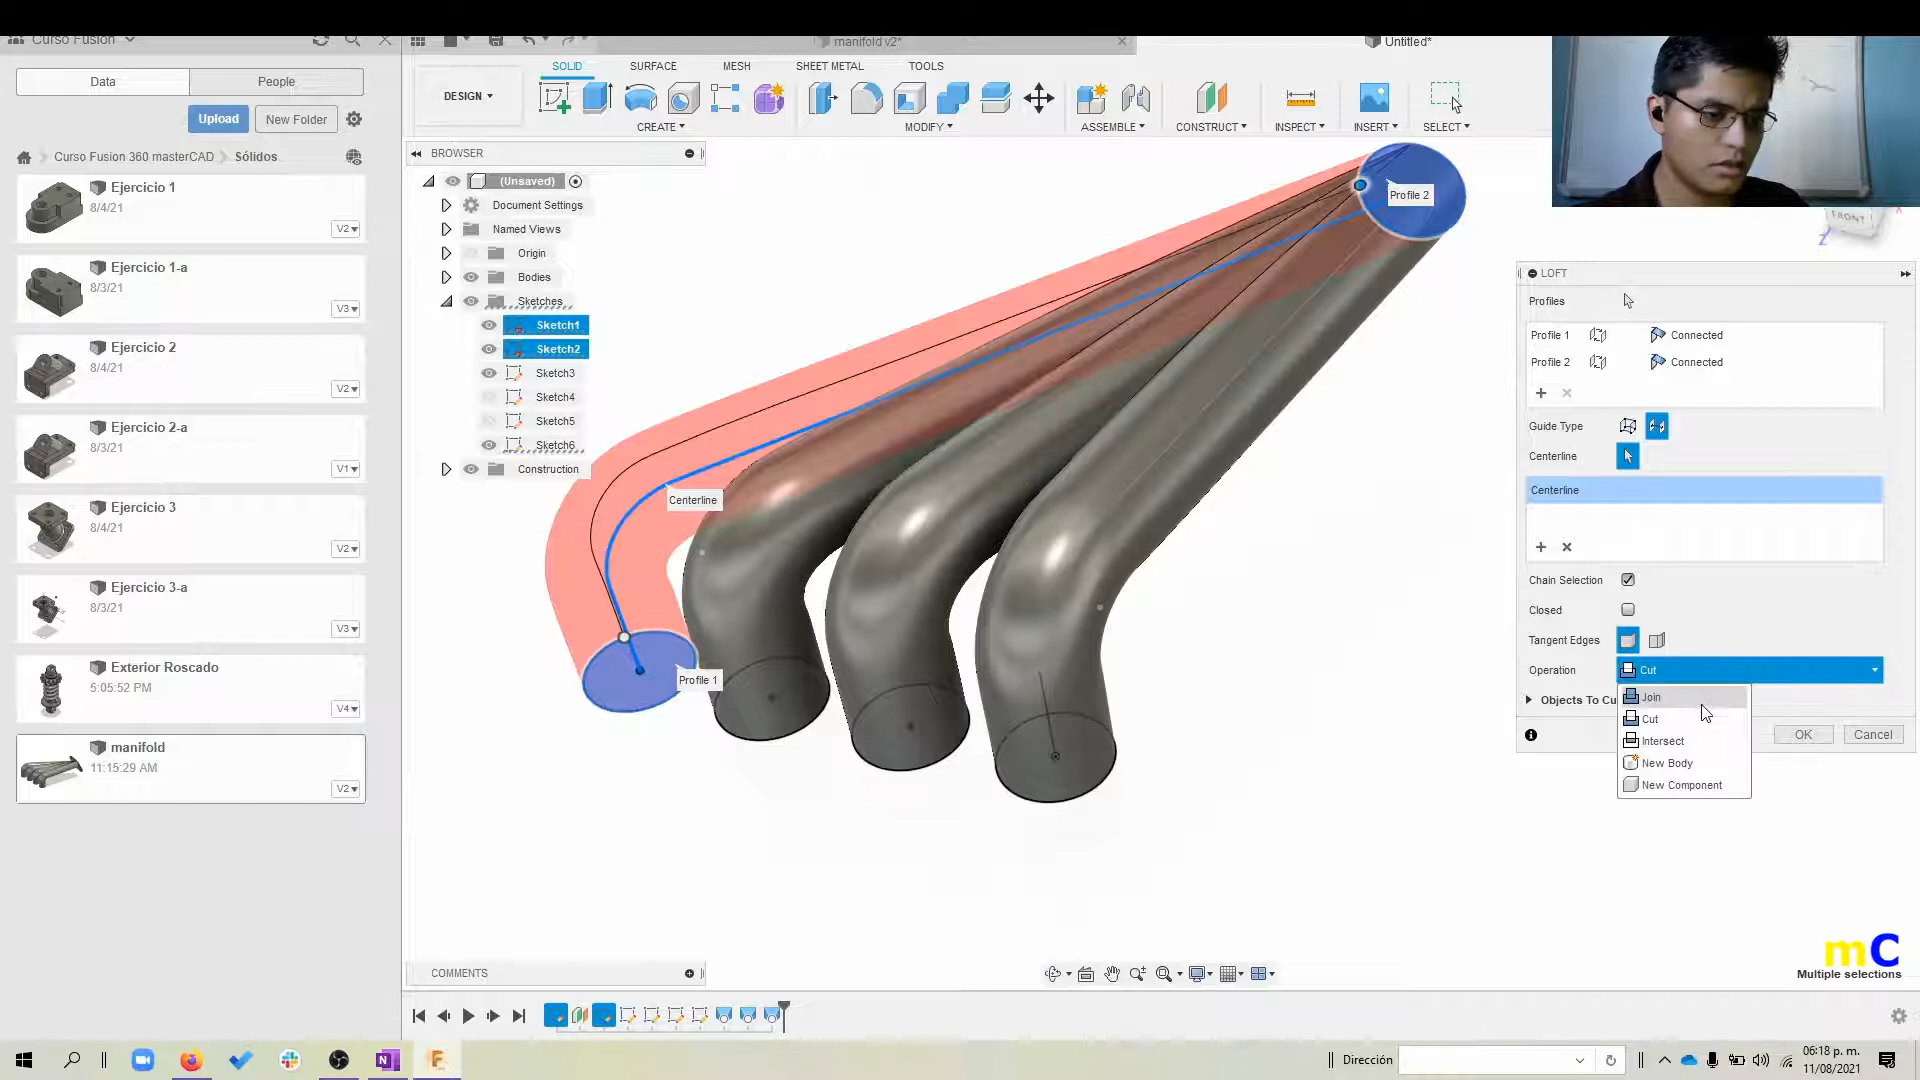 Curso Fusion
Data
People
Upload
New Folder
Curso Fusion 360 masterCAD
Sólidos
Ejercicio 1
8/4/21
V2
Ejercicio 1-a
8/3/21
V3
Ejercicio 2
8/4/21
V2
Ejercicio 2-a
8/3/21
V1
Ejercicio 3
8/4/21
V2
Ejercicio 3-a
8/3/21
V3
Exterior Roscado
5:05:52 PM
V4
manifold
11:15:29 AM
V2
manifold v2*
Untitled*
DESIGN
SOLID
SURFACE
MESH
SHEET METAL
TOOLS
CREATE
MODIFY
ASSEMBLE
CONSTRUCT
INSPECT
INSERT
SELECT
BROWSER
(Unsaved)
Document Settings
Named Views
Origin
Bodies
Sketches
Sketch1
Sketch2
Sketch3
Sketch4
Sketch5
Sketch6
Construction
Profile 2
Centerline
Profile 1
FRONT
Z
LOFT
Profiles
Profile 1 Connected
Profile 2 Connected
Guide Type
Centerline
Centerline
Chain Selection
Closed
Tangent Edges
Operation Cut
Objects To Cu
Join
Cut
Intersect
New Body
New Component
OK
Cancel
mC
Multiple selections
COMMENTS
Dirección
06:18 p. m.
11/08/2021